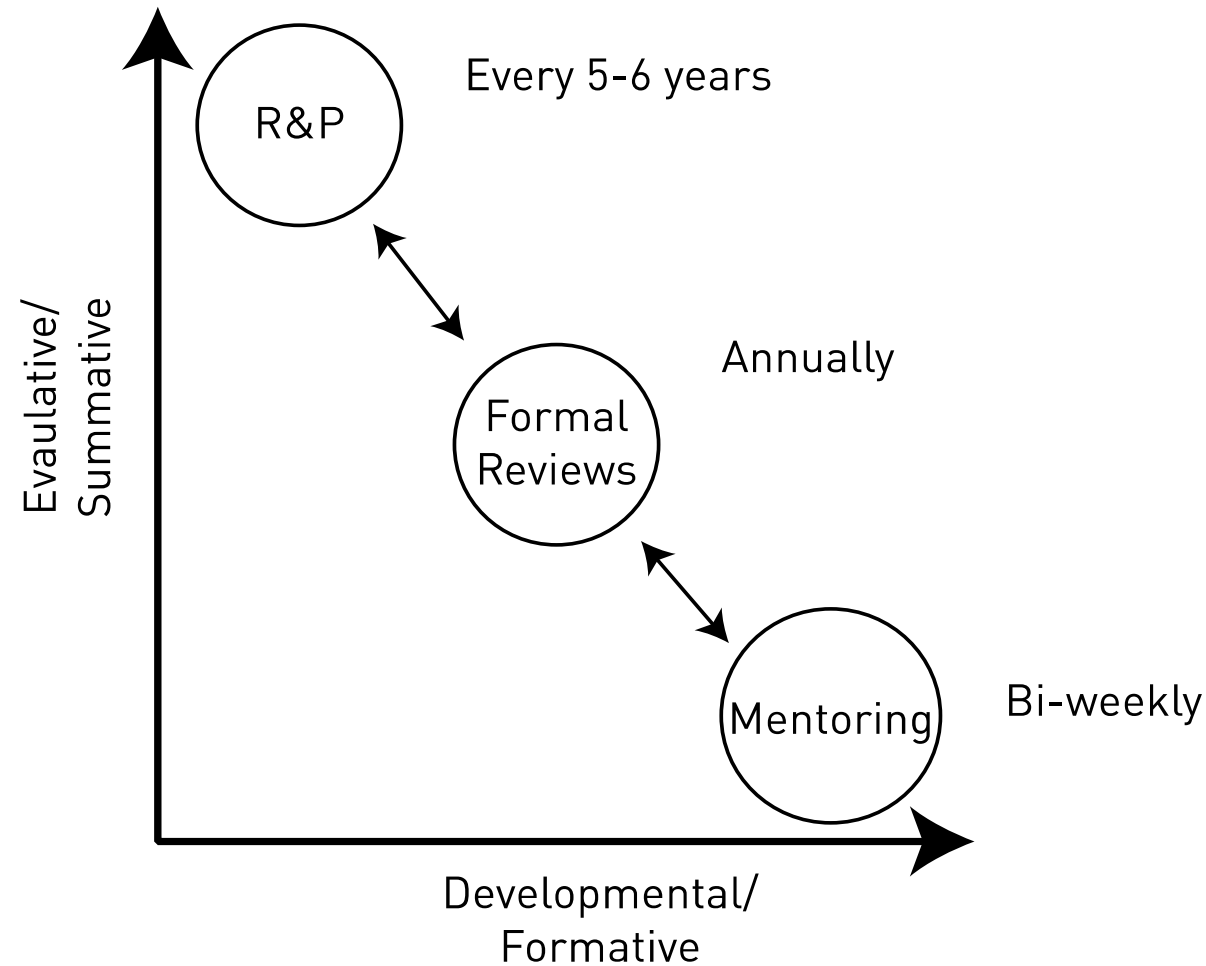 Every 5-6 years
R&P
Evaulative/
Summative
Annually
Formal
Reviews
Bi-weekly
Mentoring
Developmental/
Formative